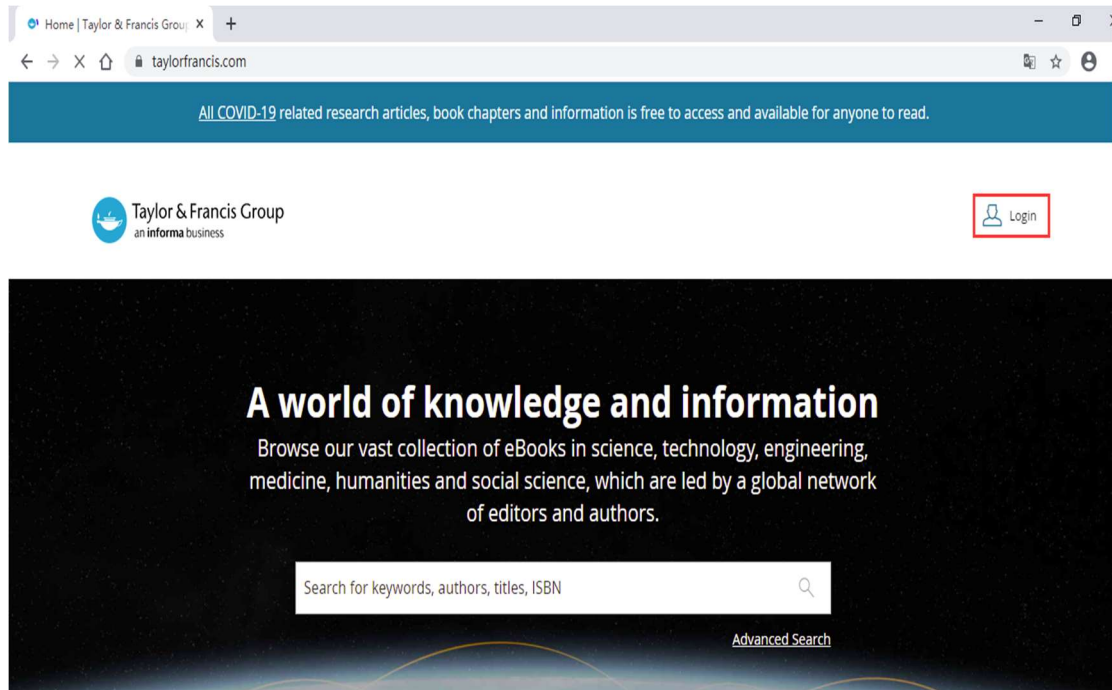 Home | Taylor & Francis Group
taylorfrancis.com
All COVID-19 related research articles, book chapters and information is free to access and available for anyone to read.
Taylor & Francis Group
an informa business
Login
A world of knowledge and information
Browse our vast collection of eBooks in science, technology, engineering,
medicine, humanities and social science, which are led by a global network
of editors and authors.
Search for keywords, authors, titles, ISBN
Advanced Search